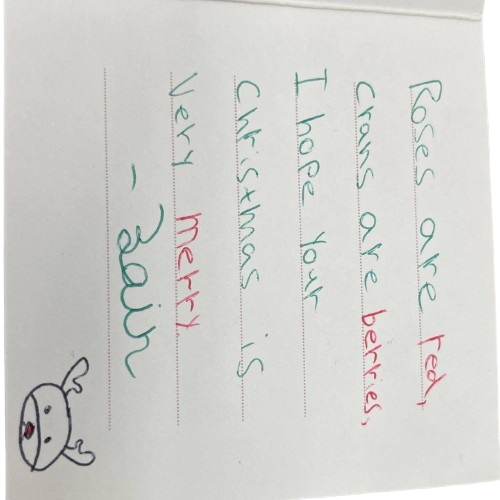 Roses are red,
Crans are berries,
I hope your
Christmas is
Very merry.
- Zain